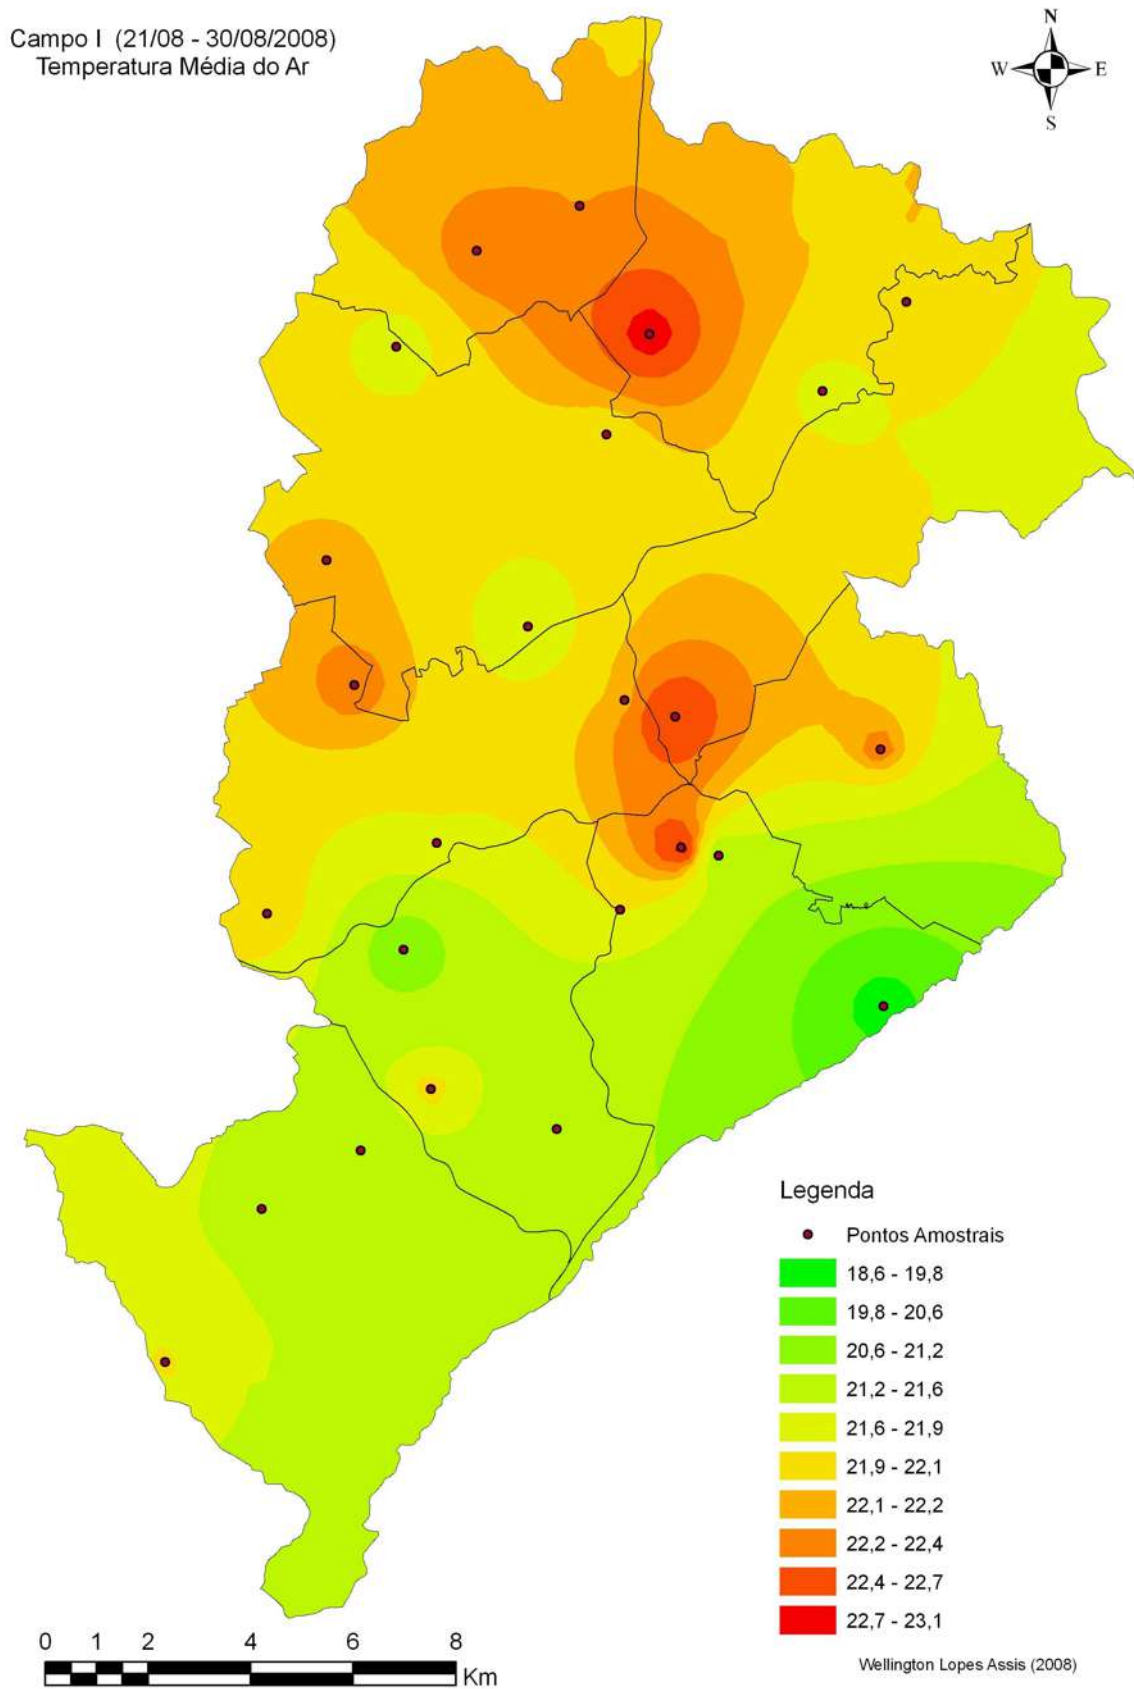 Campo I (21/08 - 30/08/2008)
Temperatura Média do Ar
N
W E
S
Legenda
Pontos Amostrais
18,6 - 19,8
19,8 - 20,6
20,6 - 21,2
21,2 - 21,6
21,6 - 21,9
21,9 - 22,1
22,1 - 22,2
22,2 - 22,4
22,4 - 22,7
22,7 - 23,1
0 1 2 4 6 8
Km
Wellington Lopes Assis (2008)